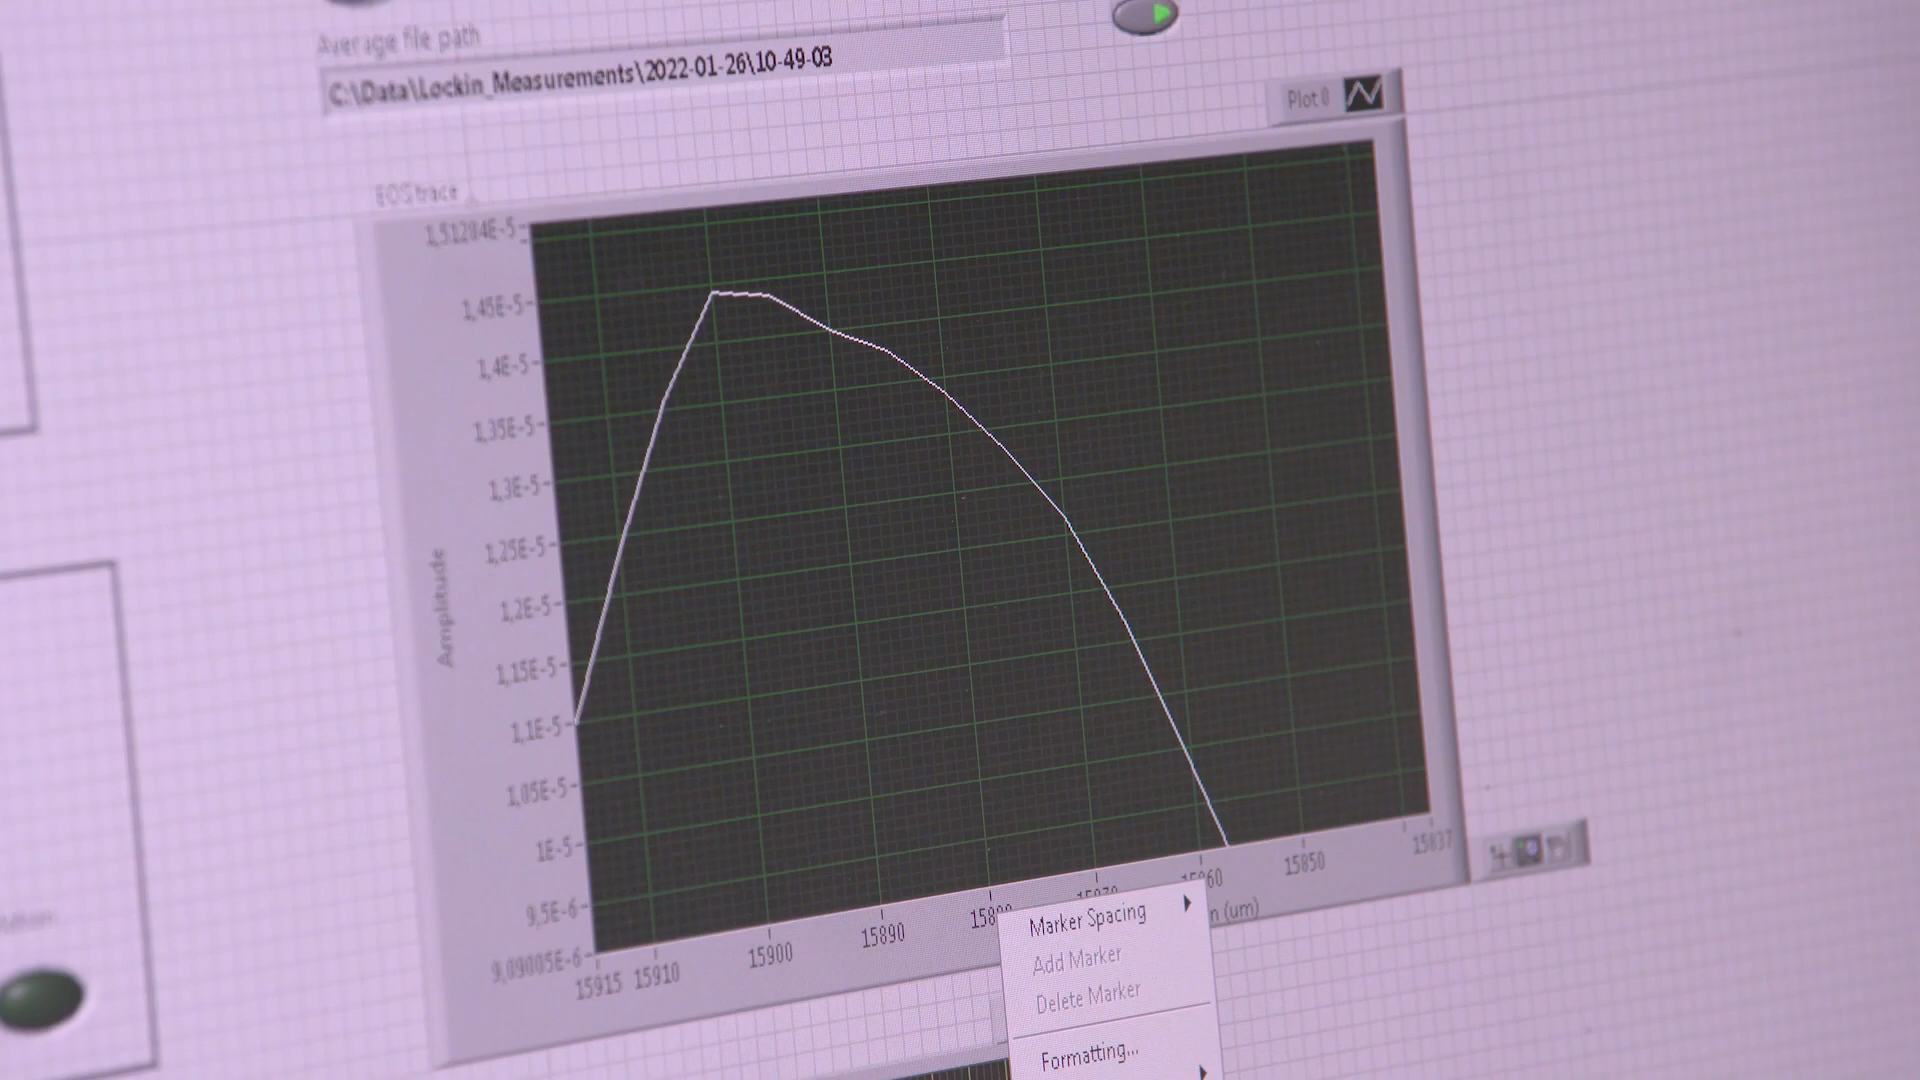 Average file path
C:\Data\Lockin_Measurements\2022-01-26\10-49-03
Plot 0
EOS trace
1,51284E-5
1,45E-5
1,4E-5
1,35E-5
1,3E-5
1,25E-5
1,2E-5
1,15E-5
1,1E-5
1,05E-5
1E-5
9,5E-6
9,09005E-6
Amplitude
15915 15910 15900 15890 15850 15837
n (um)
Marker Spacing
Add Marker
Delete Marker
Formatting...